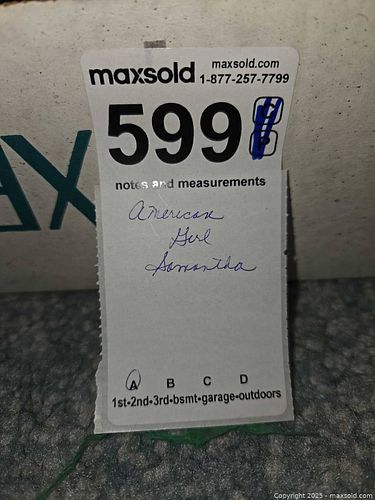 maxsold maxsold.com
1-877-257-7799
599
notes and measurements
American
Girl
Samantha
A B C D
1st•2nd•3rd•bsmt•garage•outdoors
AX
Copyright © 2025 - maxsold.com